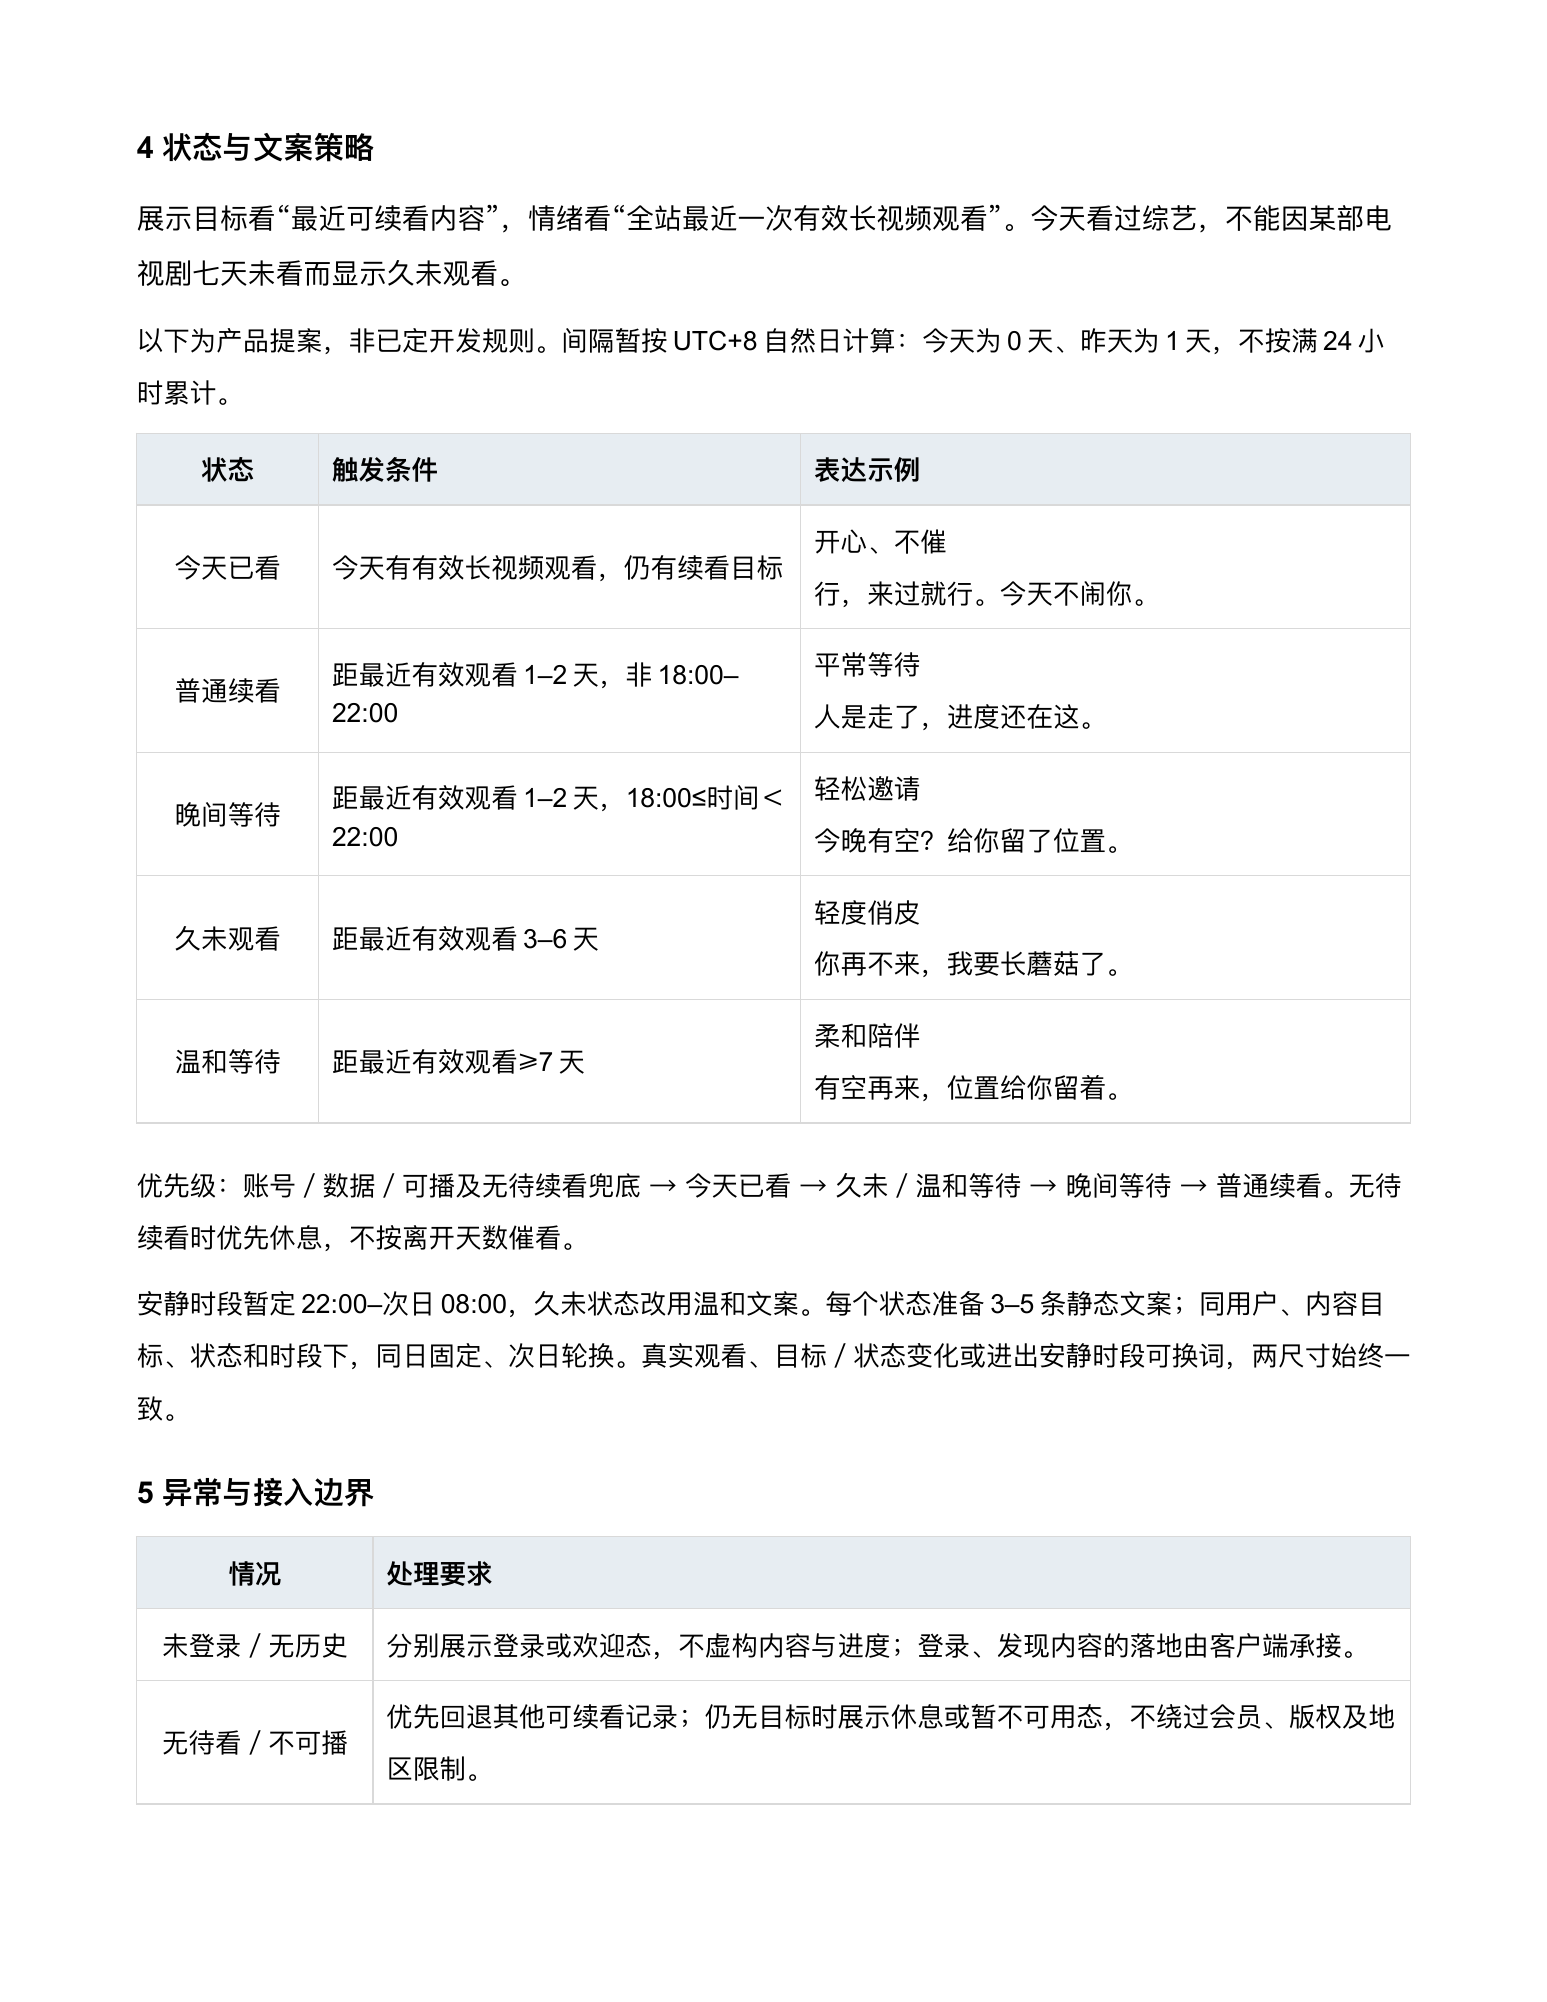 4 状态与文案策略
展示目标看“最近可续看内容”，情绪看“全站最近一次有效长视频观看”。今天看过综艺，不能因某部电
视剧七天未看而显示久未观看。
以下为产品提案，非已定开发规则。间隔暂按 UTC+8 自然日计算：今天为 0 天、昨天为 1 天，不按满 24 小
时累计。
状态 触发条件 表达示例
今天已看 今天有有效长视频观看，仍有续看目标
开心、不催
行，来过就行。今天不闹你。
普通续看
距最近有效观看 1–2 天，非 18:00–
22:00
平常等待
人是走了，进度还在这。
晚间等待
距最近有效观看 1–2 天，18:00≤时间＜
22:00
轻松邀请
今晚有空？给你留了位置。
久未观看 距最近有效观看 3–6 天
轻度俏皮
你再不来，我要长蘑菇了。
温和等待 距最近有效观看≥7 天
柔和陪伴
有空再来，位置给你留着。
优先级：账号 / 数据 / 可播及无待续看兜底 → 今天已看 → 久未 / 温和等待 → 晚间等待 → 普通续看。无待
续看时优先休息，不按离开天数催看。
安静时段暂定 22:00–次日 08:00，久未状态改用温和文案。每个状态准备 3–5 条静态文案；同用户、内容目
标、状态和时段下，同日固定、次日轮换。真实观看、目标 / 状态变化或进出安静时段可换词，两尺寸始终一
致。
5 异常与接入边界
情况 处理要求
未登录 / 无历史 分别展示登录或欢迎态，不虚构内容与进度；登录、发现内容的落地由客户端承接。
无待看 / 不可播
优先回退其他可续看记录；仍无目标时展示休息或暂不可用态，不绕过会员、版权及地
区限制。